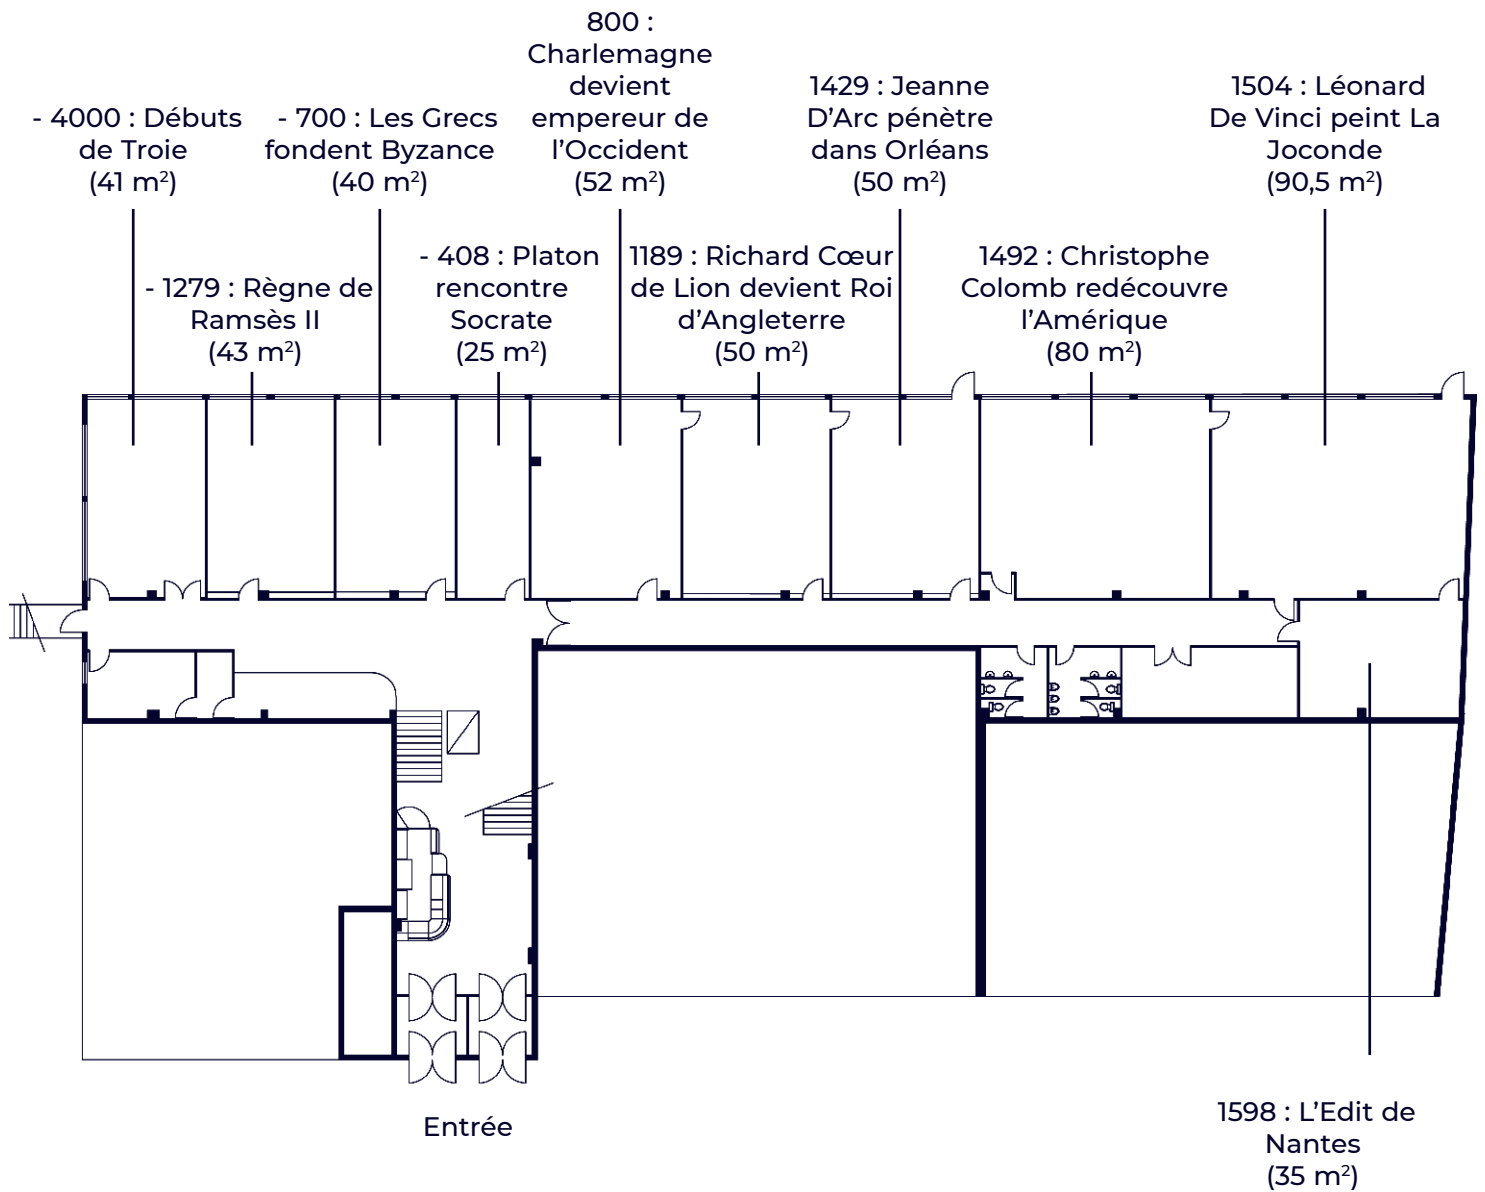 - 4000 : Débuts
de Troie
(41 m²)
- 700 : Les Grecs
fondent Byzance
(40 m²)
800 :
Charlemagne
devient
empereur de
l’Occident
(52 m²)
1429 : Jeanne
D’Arc pénètre
dans Orléans
(50 m²)
1504 : Léonard
De Vinci peint La
Joconde
(90,5 m²)
- 1279 : Règne de
Ramsès II
(43 m²)
- 408 : Platon
rencontre
Socrate
(25 m²)
1189 : Richard Cœur
de Lion devient Roi
d’Angleterre
(50 m²)
1492 : Christophe
Colomb redécouvre
l’Amérique
(80 m²)
Entrée
1598 : L’Edit de
Nantes
(35 m²)